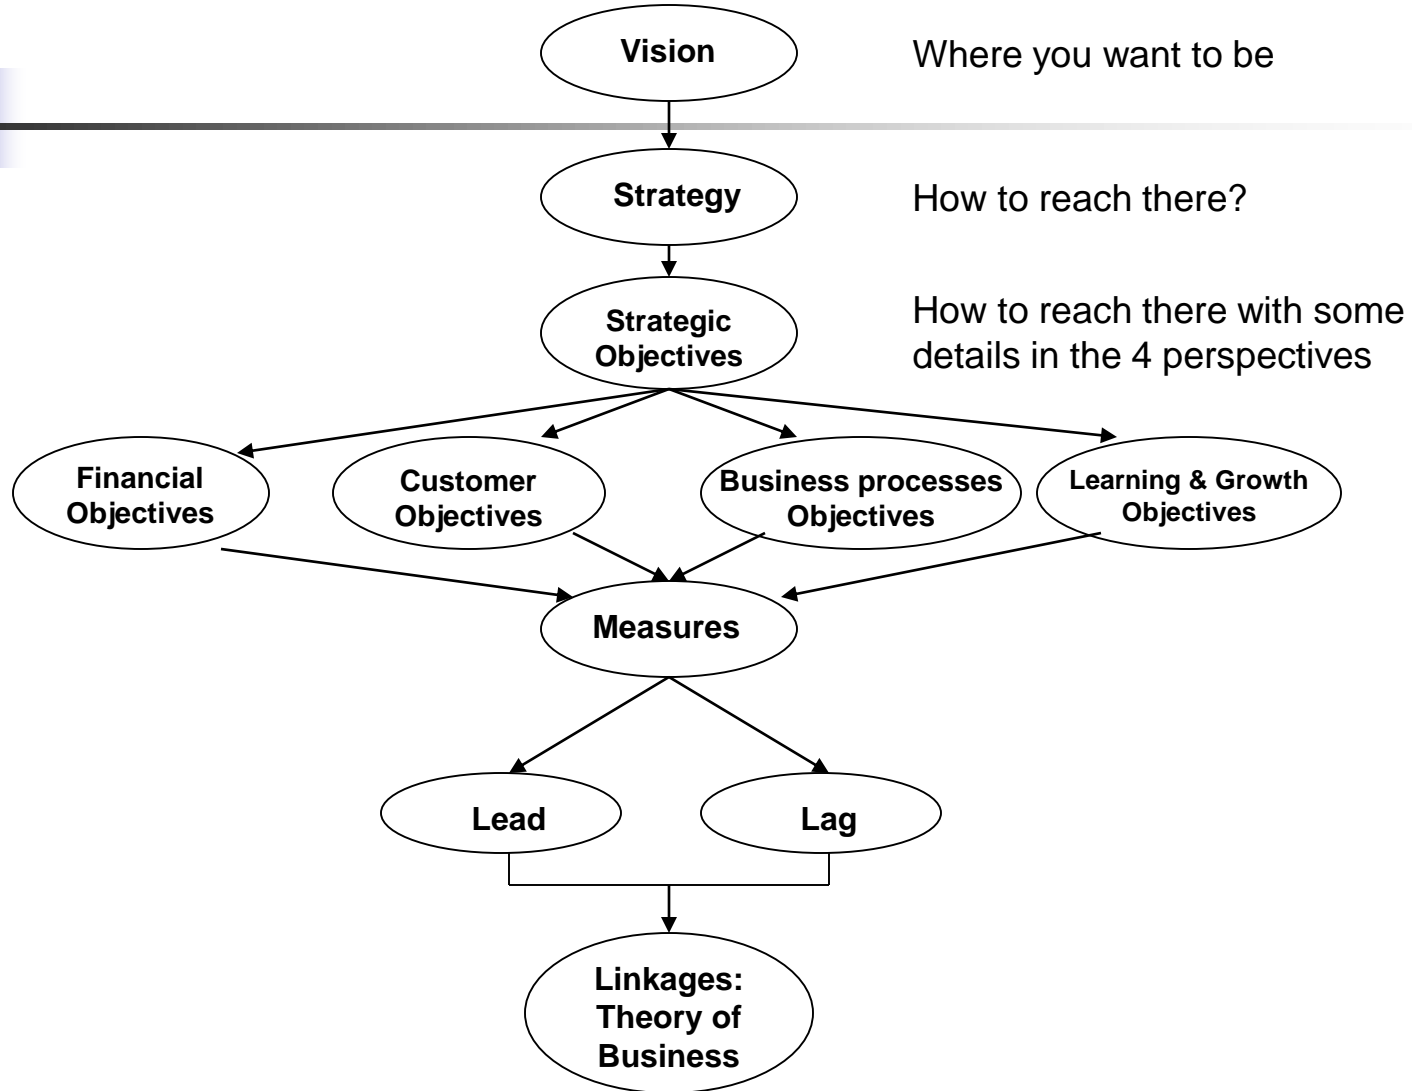 Vision
Where you want to be
Strategy
How to reach there?
Strategic
Objectives
How to reach there with some
details in the 4 perspectives
Financial
Objectives
Customer
Objectives
Business processes
Objectives
Learning & Growth
Objectives
Measures
Lead
Lag
Linkages:
Theory of
Business